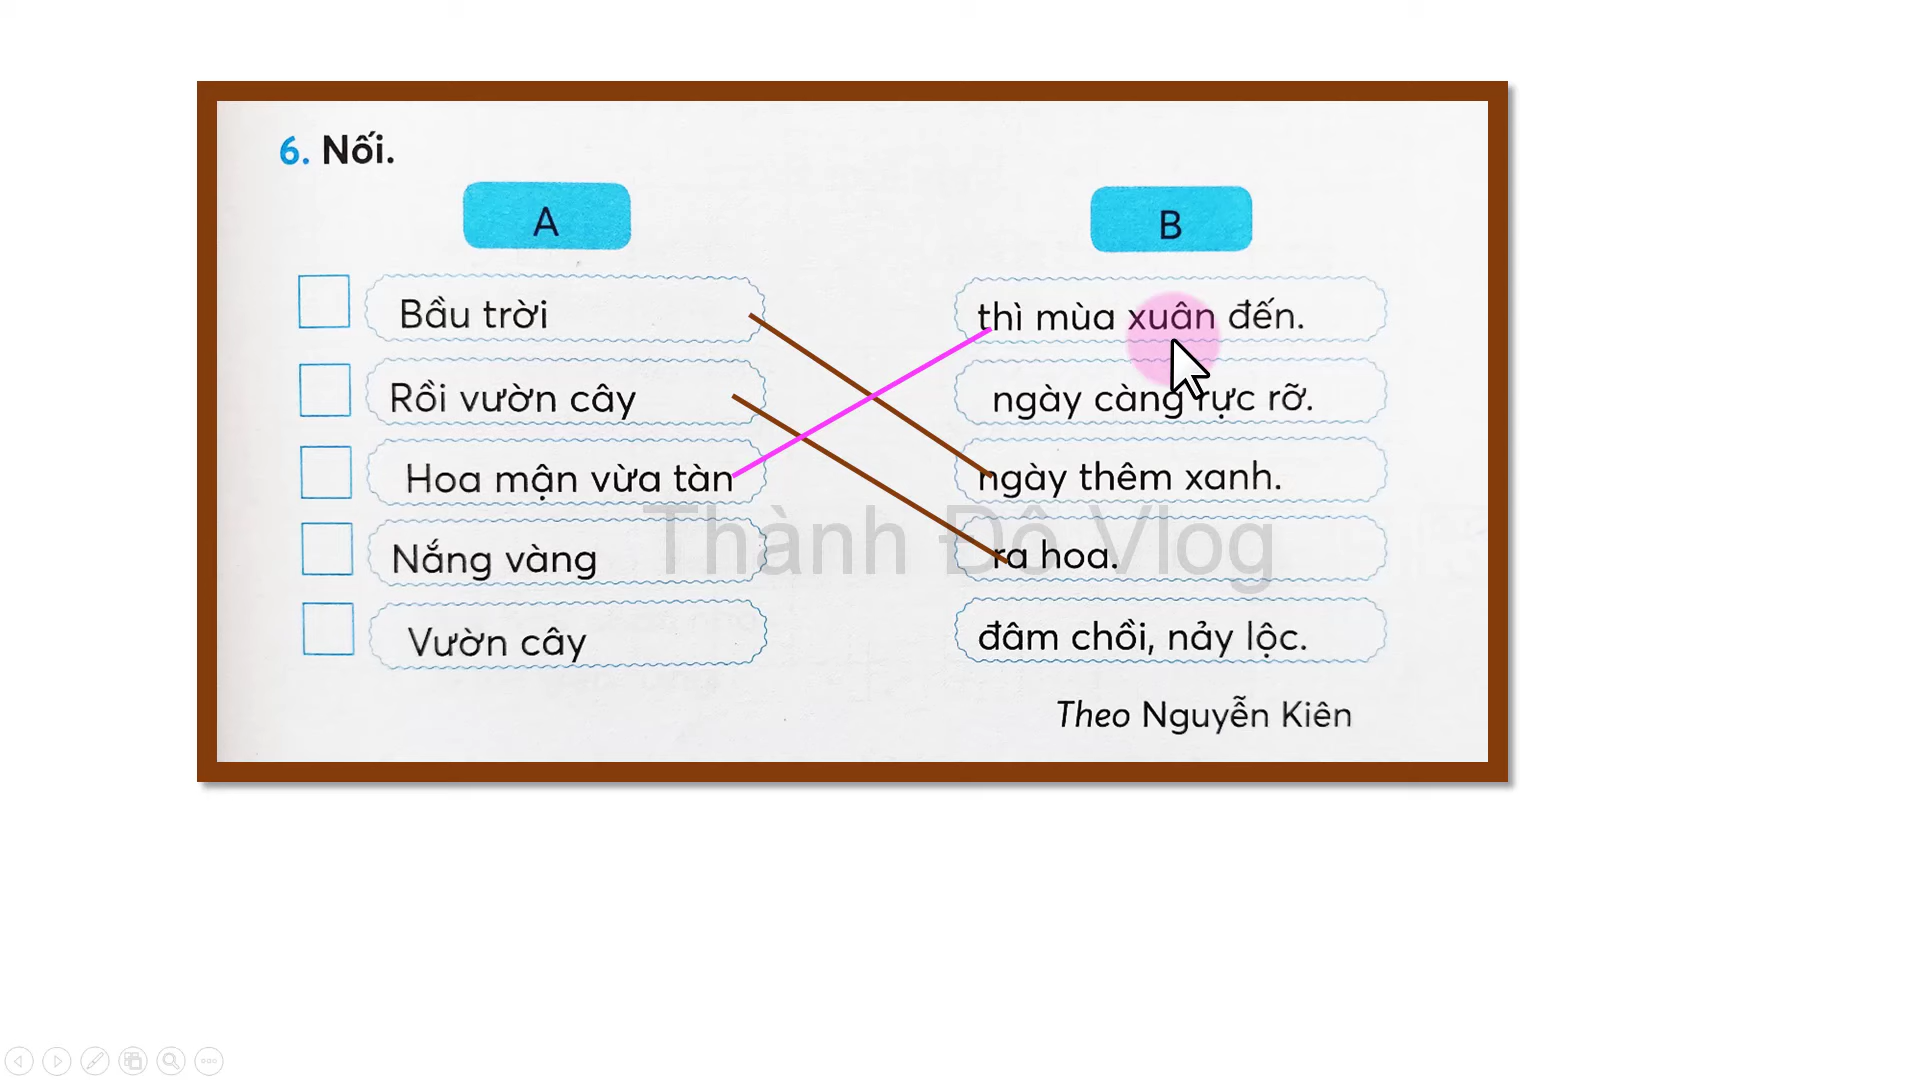 6. Nối.
A
B
Bầu trời
thì mùa xuân đến.
Rồi vườn cây
ngày càng rực rỡ.
Hoa mận vừa tàn
ngày thêm xanh.
Nắng vàng
ra hoa.
Vườn cây
đâm chồi, nảy lộc.
Theo Nguyễn Kiên
Thành Đô Vlog